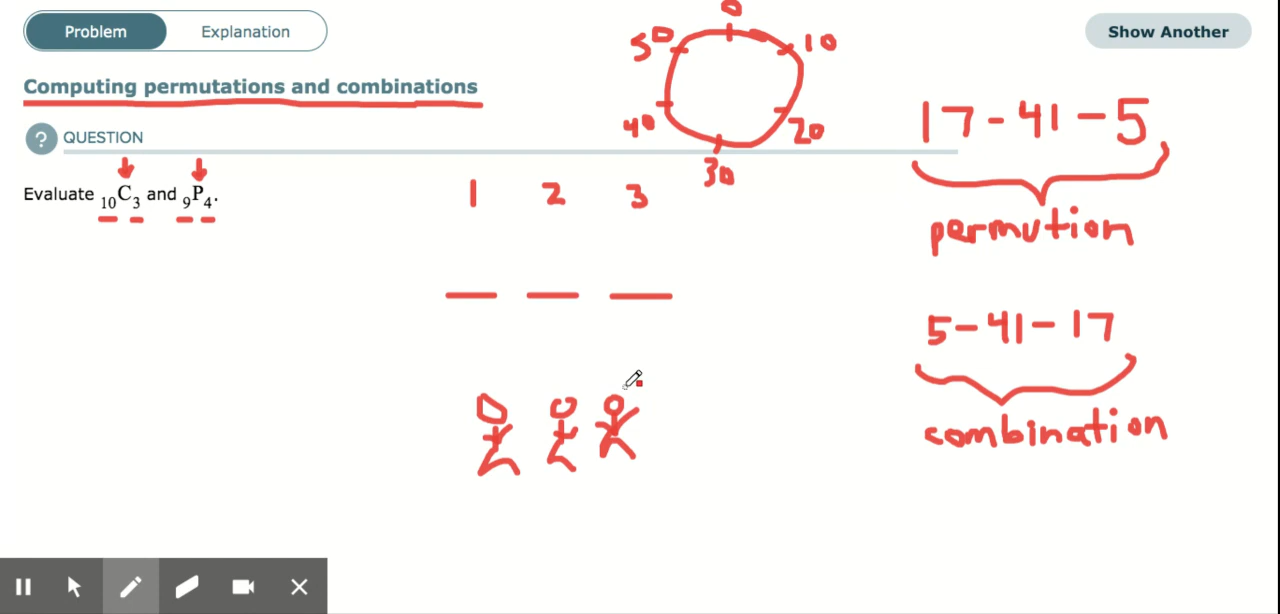 Problem
Explanation
Show Another
Computing permutations and combinations
? QUESTION
Evaluate ₁₀C₃ and ₉P₄.
0
10
20
30
40
50
1 2 3
17-41-5
permution
5-41-17
combination